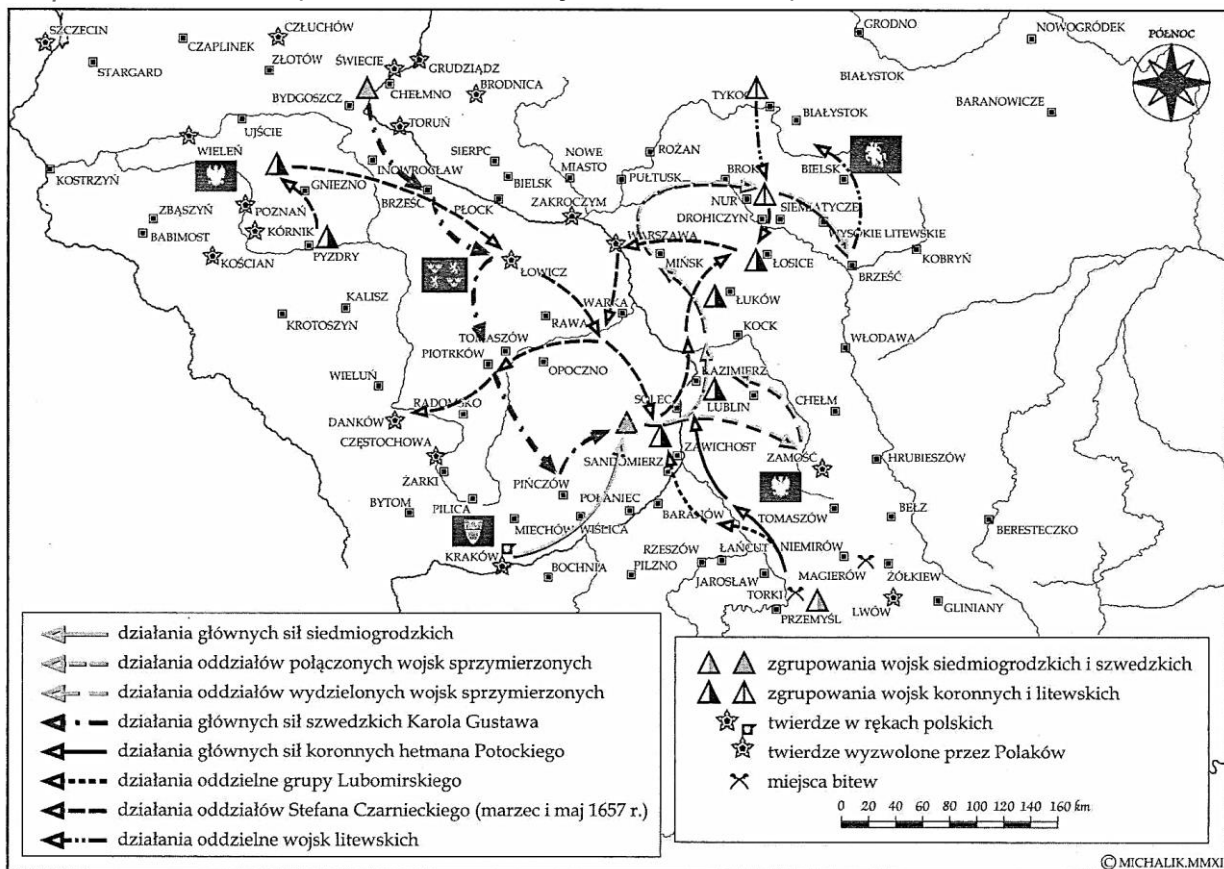 SZCZECIN
CZAPLINEK
CZŁUCHÓW
GRODNO
NOWOGRÓDEK
PÓŁNOC
STARGARD
ZŁOTÓW
ŚWIECIE
GRUDZIĄDZ
BIAŁYSTOK
CHEŁMNO
BRODNICA
TYKOC
BYDGOSZCZ
BIAŁYSTOK
BARANOWICZE
UJŚCIE
TORUŃ
WIELEŃ
SIERPC
NOWE
MIASTO
ROŻAN
INOWROCŁAW
KOSTRZYŃ
GNIEZNO
BIELSK
PUŁTUSK
BROK
BIELSK
BRZEŚĆ
PŁOCK
NUR
ZBĄSZYŃ
POZNAŃ
ZAKROCZYM
DROHICZYN
SIEMIATYCZE
BABIMOST
KÓRNIK
WARSZAWA
WYSOKIE LITEWSKIE
KOŚCIAN
PYZDRY
MIŃSK
ŁOSICE
KOBRYŃ
ŁOWICZ
BRZEŚĆ
KALISZ
ŁUKÓW
KROTOSZYN
WARKA
RAWA
KOCK
TOMASZÓW
WŁODAWA
PIOTRKÓW
OPOCZNO
KAZIMIERZ
WIELUŃ
SOLEC
LUBLIN
CHEŁM
RADOMSKO
DANKÓW
CZĘSTOCHOWA
ZAWICHOST
ZAMOŚĆ
SANDOMIERZ
HRUBIESZÓW
ŻARKI
PIŃCZÓW
BYTOM
PILICA
POŁANIEC
BARANÓW
TOMASZÓW
BEŁZ
MIECHÓW
WIŚLICA
BERESTECZKO
KRAKÓW
RZESZÓW
ŁAŃCUT
NIEMIRÓW
BOCHNIA
PILZNO
JAROSŁAW
MAGIERÓW
ŻÓŁKIEW
TORKI
LWÓW
GLINIANY
PRZEMYŚL
działania głównych sił siedmiogrodzkich
działania oddziałów połączonych wojsk sprzymierzonych
działania oddziałów wydzielonych wojsk sprzymierzonych
działania głównych sił szwedzkich Karola Gustawa
działania głównych sił koronnych hetmana Potockiego
działania oddzielne grupy Lubomirskiego
działania oddziałów Stefana Czarnieckiego (marzec i maj 1657 r.)
działania oddzielne wojsk litewskich
zgrupowania wojsk siedmiogrodzkich i szwedzkich
zgrupowania wojsk koronnych i litewskich
twierdze w rękach polskich
twierdze wyzwolone przez Polaków
miejsca bitew
0 20 40 60 80 100 120 160 km
© MICHALIK.MMXI